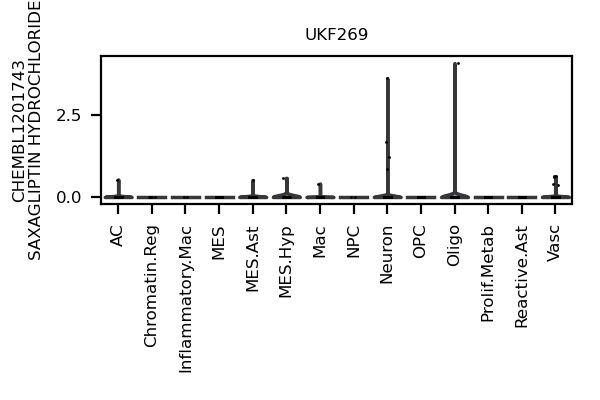 UKF269
CHEMBL1201743
SAXAGLIPTIN HYDROCHLORIDE
2.5
0.0
AC
Chromatin.Reg
Inflammatory.Mac
MES
MES.Ast
MES.Hyp
Mac
NPC
Neuron
OPC
Oligo
Prolif.Metab
Reactive.Ast
Vasc